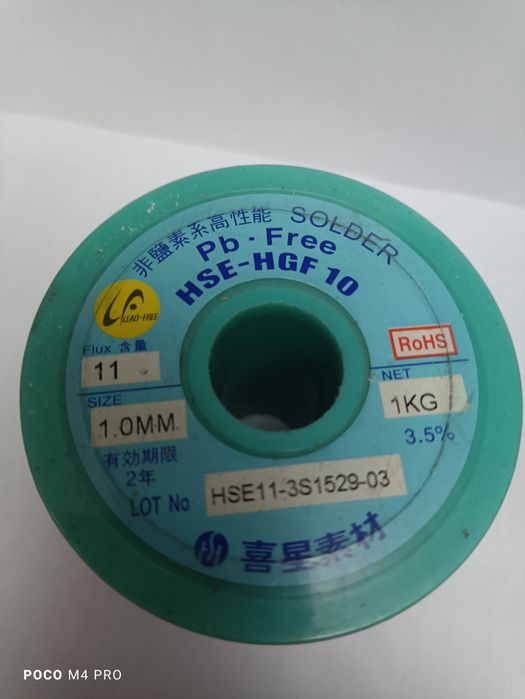 非鹽素系高性能 SOLDER
Pb · Free
HSE-HGF 10
LEAD-FREE
RoHS
Flux 含量
11
NET
1KG
SIZE
1.0MM
3.5%
有効期限
2年
LOT No HSE11-3S1529-03
喜星素材
POCO M4 PRO